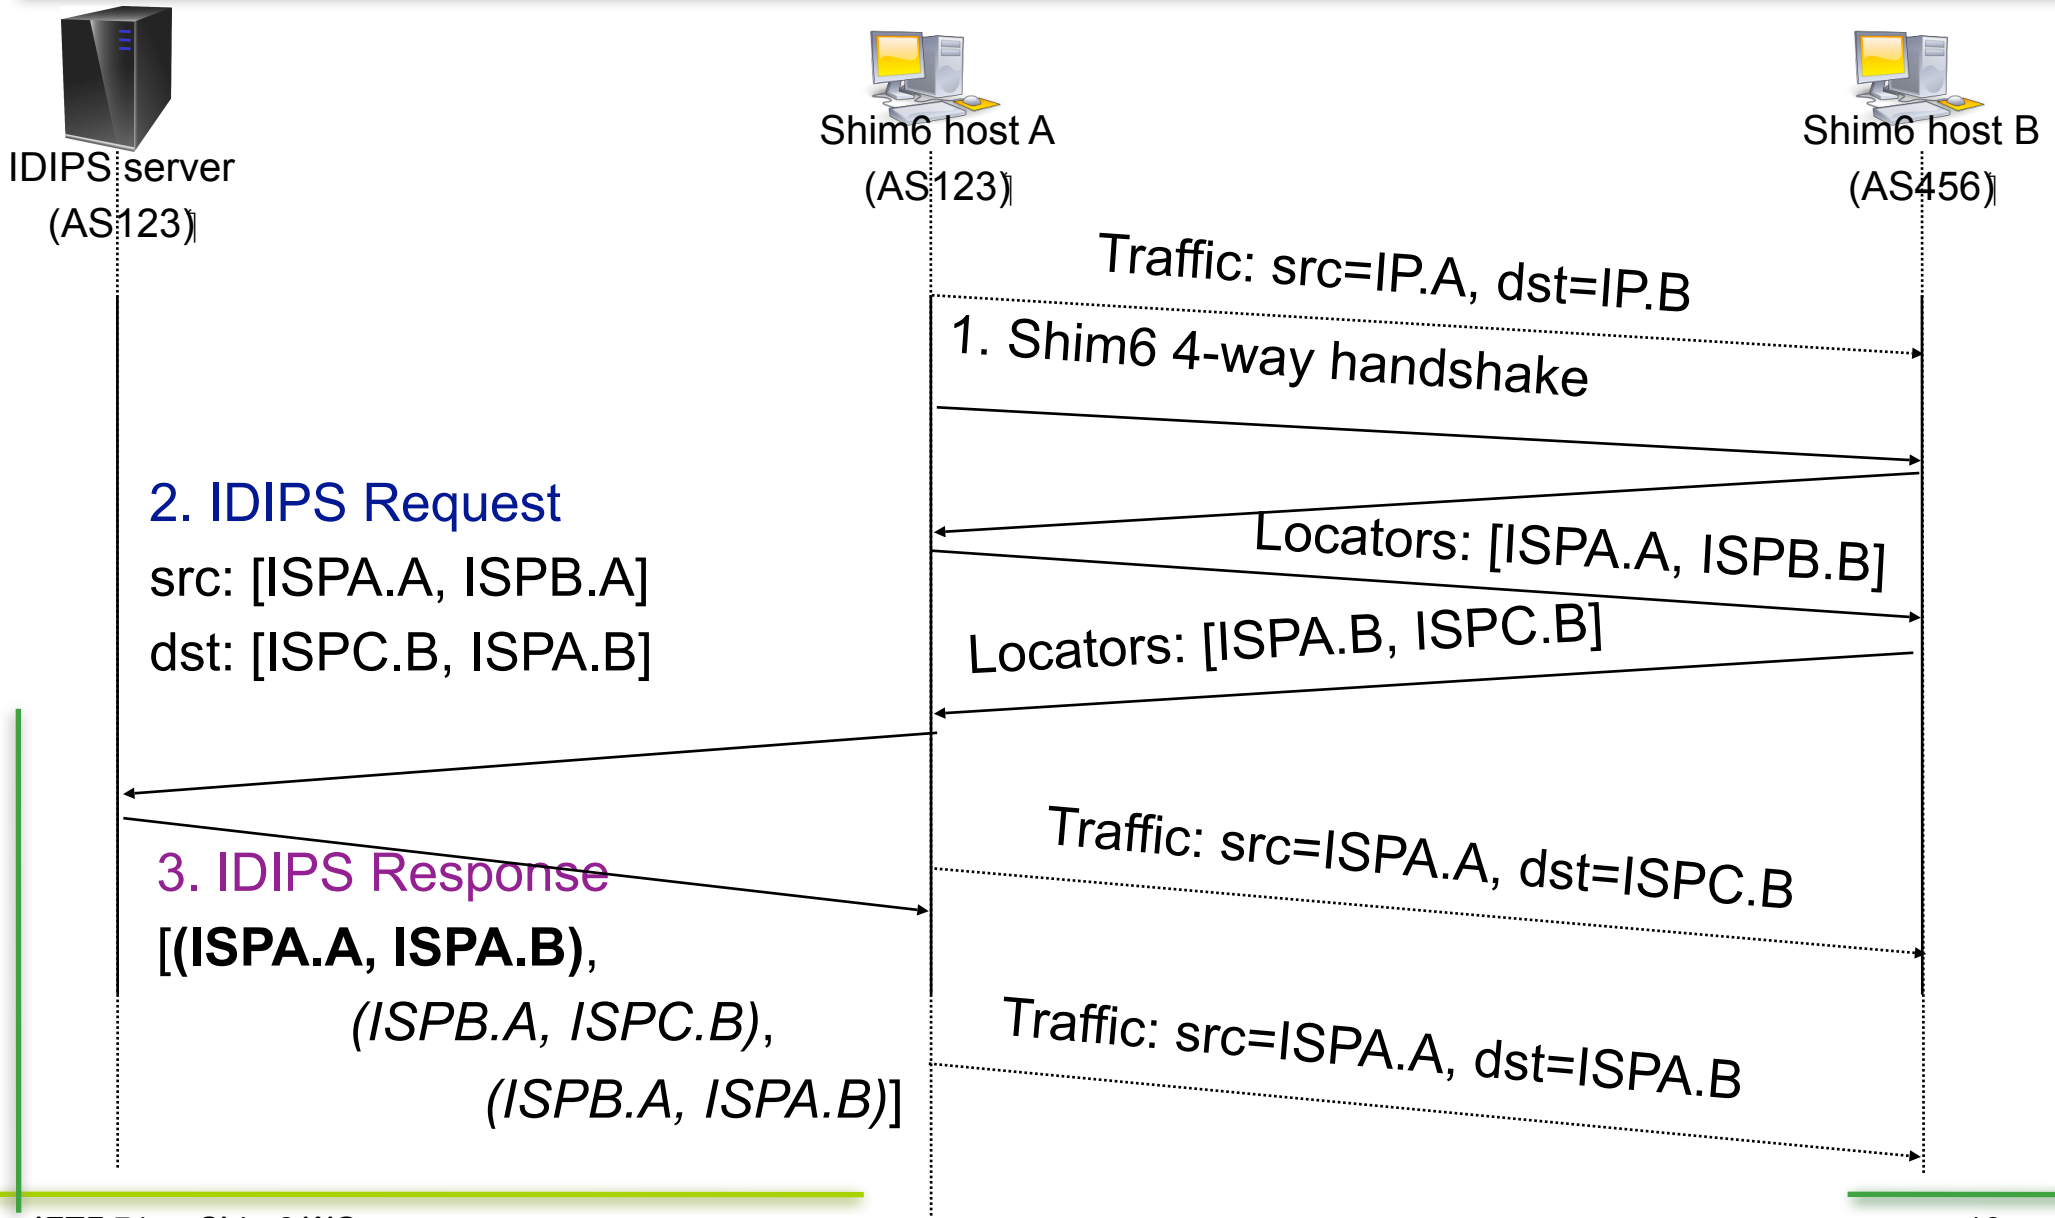 IDIPS server
(AS123)
Shim6 host A
(AS123)
Shim6 host B
(AS456)
Traffic: src=IP.A, dst=IP.B
1. Shim6 4-way handshake
2. IDIPS Request
src: [ISPA.A, ISPB.A]
dst: [ISPC.B, ISPA.B]
Locators: [ISPA.A, ISPB.B]
Locators: [ISPA.B, ISPC.B]
Traffic: src=ISPA.A, dst=ISPC.B
3. IDIPS Response
[(ISPA.A, ISPA.B),
(ISPB.A, ISPC.B),
(ISPB.A, ISPA.B)]
Traffic: src=ISPA.A, dst=ISPA.B